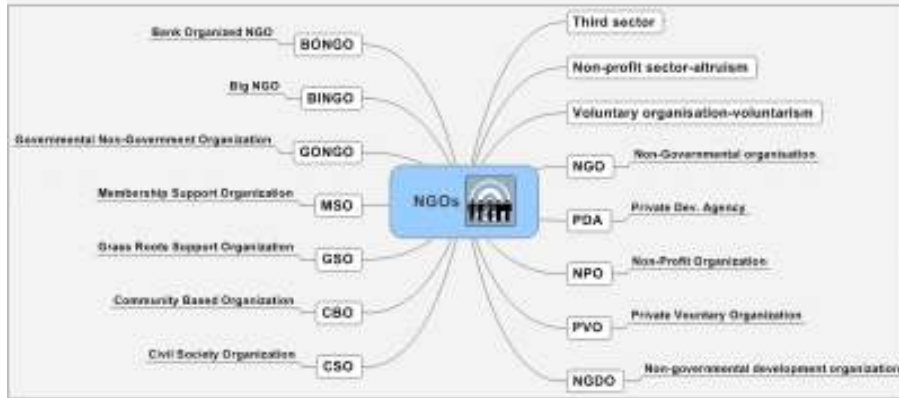 Third sector
Bank Organized NGO
BONGO
Non-profit sector-altruism
Big NGO
BINGO
Voluntary organisation-voluntarism
Governmental Non-Government Organization
GONGO
NGO
Non-Governmental organisation
NGOs
Membership Support Organization
MSO
PDA
Private Dev. Agency
Grass Roots Support Organization
GSO
NPO
Non-Profit Organization
Community Based Organization
CBO
PVO
Private Vountary Organization
Civil Society Organization
CSO
NGDO
Non-governmental development organization